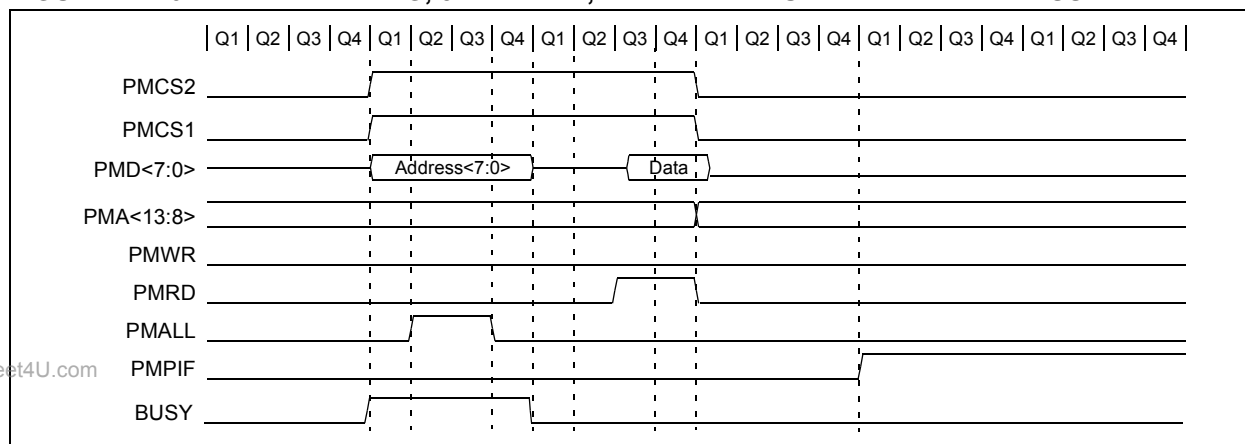 Q1 Q2 Q3 Q4 Q1 Q2 Q3 Q4 Q1 Q2 Q3 Q4 Q1 Q2 Q3 Q4 Q1 Q2 Q3 Q4 Q1 Q2 Q3 Q4
PMCS2
PMCS1
PMD<7:0> Address<7:0> Data
PMA<13:8>
PMWR
PMRD
PMALL
eet4U.com PMPIF
BUSY